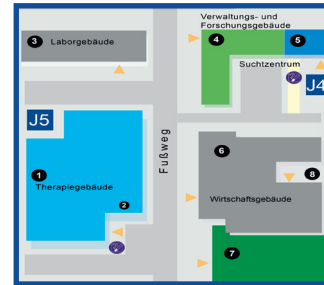 Verwaltungs- und
Forschungsgebäude
3 Laborgebäude
4
5
Suchtzentrum
J4
J5
Fußweg
6
1
Therapiegebäude
8
2
Wirtschaftsgebäude
7